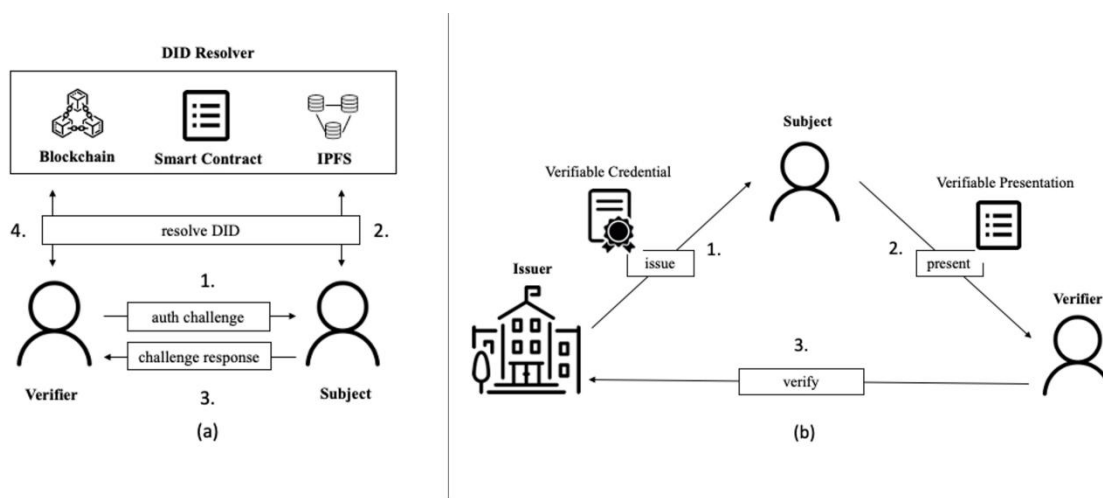 DID Resolver
Blockchain
Smart Contract
IPFS
4.
resolve DID
2.
1.
auth challenge
challenge response
Verifier
3.
Subject
(a)
Subject
Verifiable Credential
Verifiable Presentation
issue
1.
2.
present
Issuer
Verifier
3.
verify
(b)